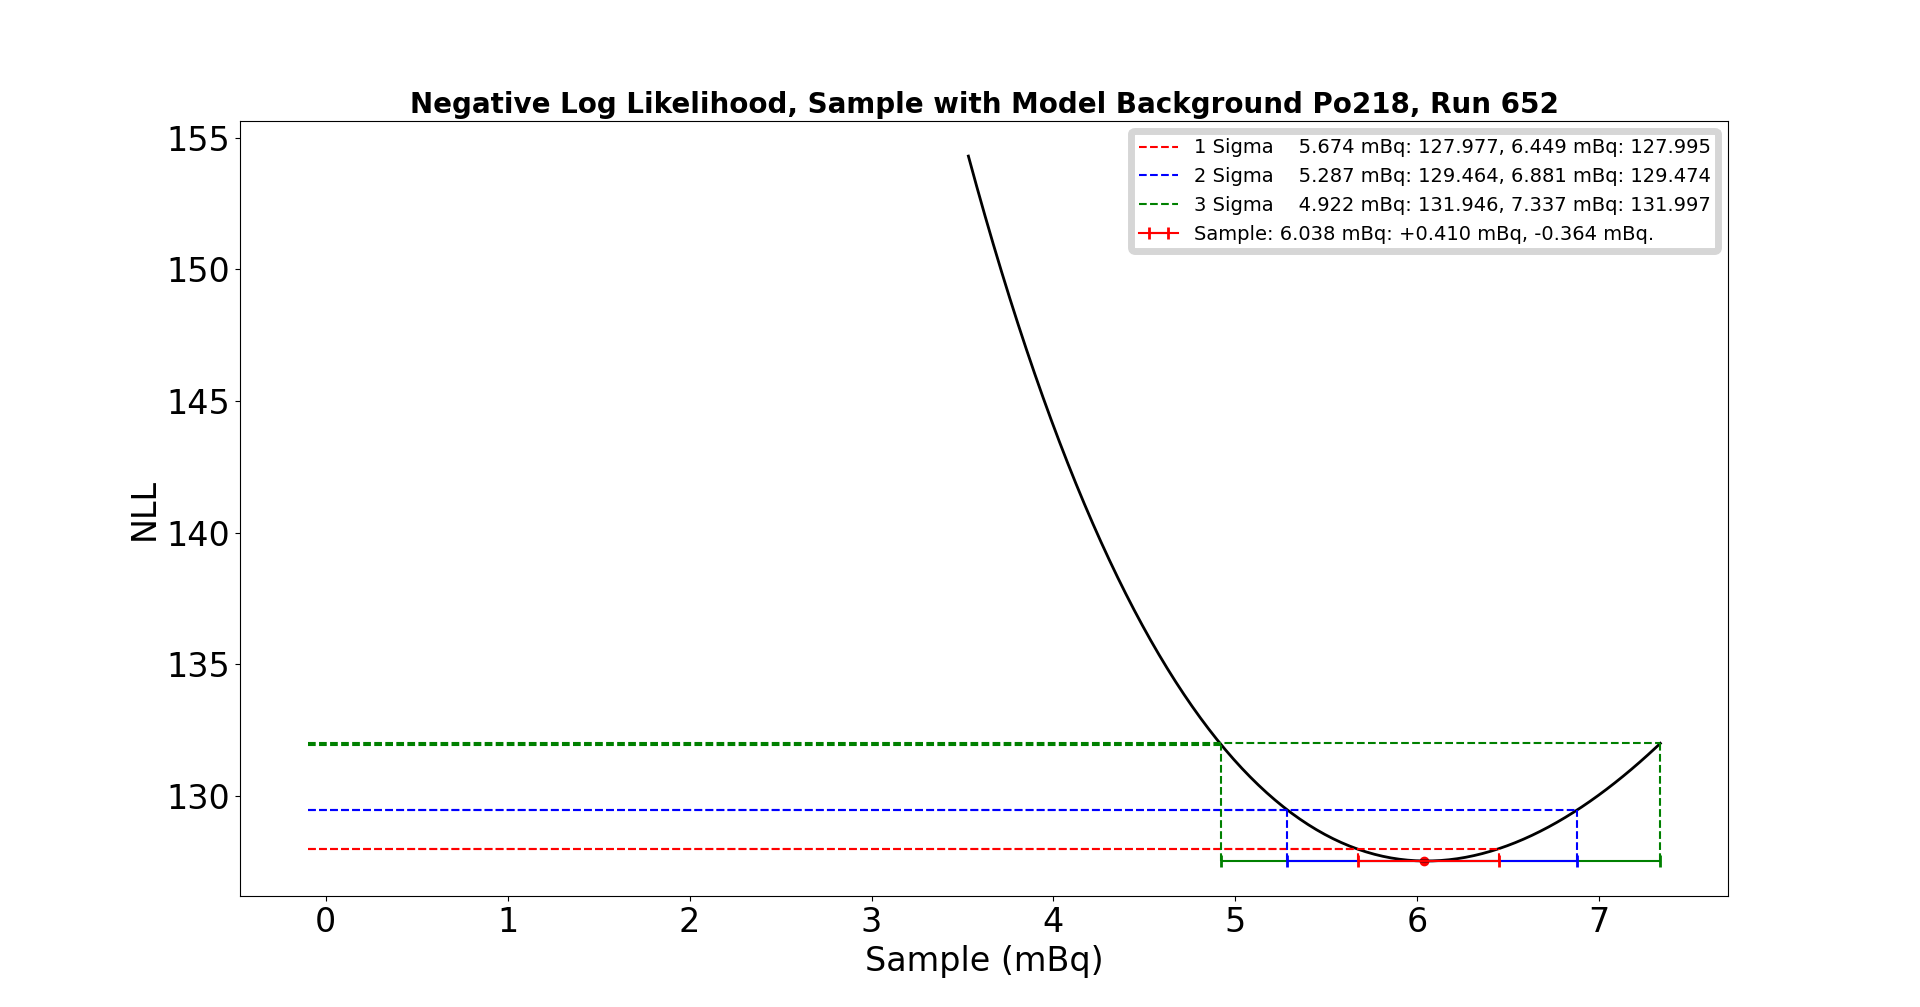 Negative Log Likelihood, Sample with Model Background Po218, Run 652
1 Sigma 5.674 mBq: 127.977, 6.449 mBq: 127.995
2 Sigma 5.287 mBq: 129.464, 6.881 mBq: 129.474
3 Sigma 4.922 mBq: 131.946, 7.337 mBq: 131.997
Sample: 6.038 mBq: +0.410 mBq, -0.364 mBq.
NLL
155
150
145
140
135
130
0 1 2 3 4 5 6 7
Sample (mBq)